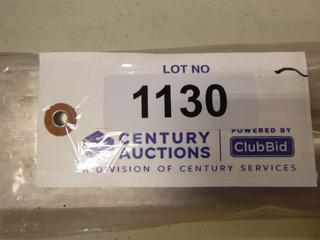 LOT NO
1130
CENTURY AUCTIONS
POWERED BY
ClubBid
A DIVISION OF CENTURY SERVICES